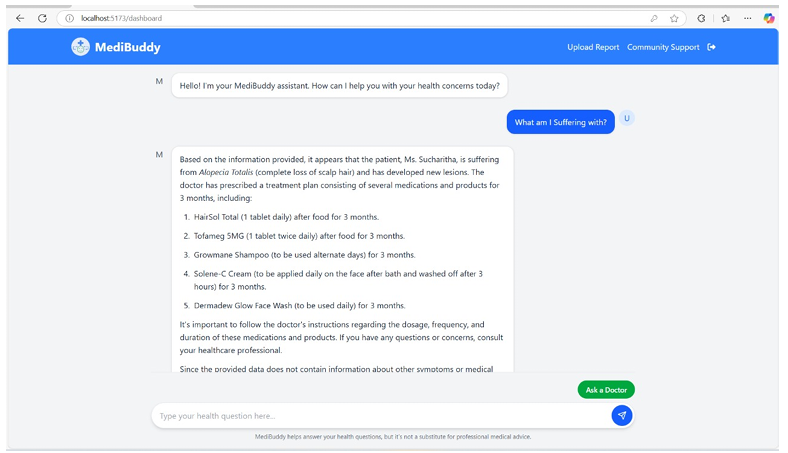 localhost:5173/dashboard
MediBuddy
Upload Report Community Support
M
Hello! I'm your MediBuddy assistant. How can I help you with your health concerns today?
What am I Suffering with?
U
M
Based on the information provided, it appears that the patient, Ms. Sucharitha, is suffering
from Alopecia Totalis (complete loss of scalp hair) and has developed new lesions. The
doctor has prescribed a treatment plan consisting of several medications and products for
3 months, including:
1. HairSol Total (1 tablet daily) after food for 3 months.
2. Tofameg 5MG (1 tablet twice daily) after food for 3 months.
3. Growmane Shampoo (to be used alternate days) for 3 months.
4. Solene-C Cream (to be applied daily on the face after bath and washed off after 3
hours) for 3 months.
5. Dermadew Glow Face Wash (to be used daily) for 3 months.
It's important to follow the doctor's instructions regarding the dosage, frequency, and
duration of these medications and products. If you have any questions or concerns, consult
your healthcare professional.
Since the provided data does not contain information about other symptoms or medical
Ask a Doctor
Type your health question here...
MediBuddy helps answer your health questions, but it's not a substitute for professional medical advice.